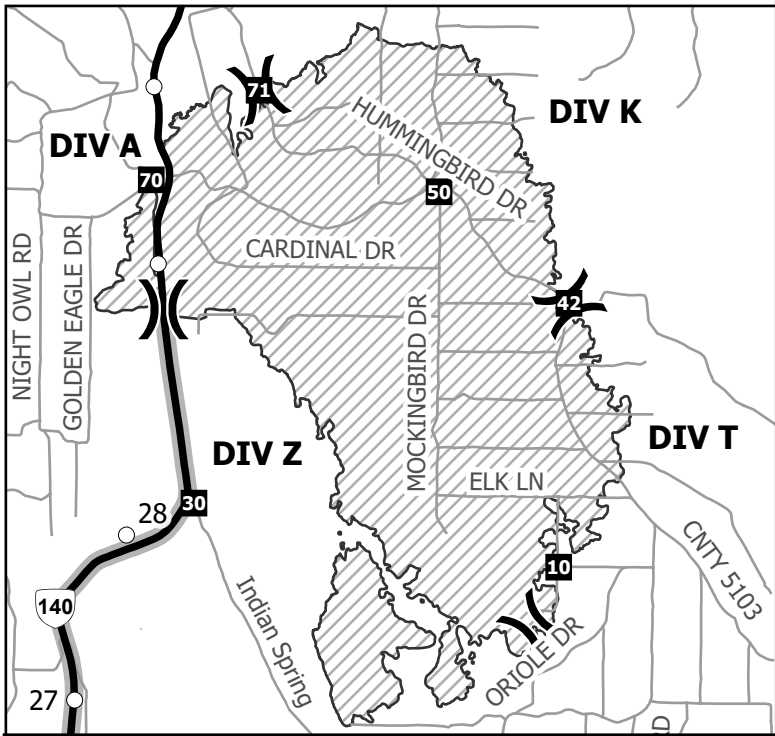 71
DIV K
DIV A
HUMMINGBIRD DR
70
50
CARDINAL DR
NIGHT OWL RD
GOLDEN EAGLE DR
42
MOCKINGBIRD DR
DIV T
DIV Z
ELK LN
30
28
CNTY 5103
10
140
Indian Spring
ORIOLE DR
27
RD